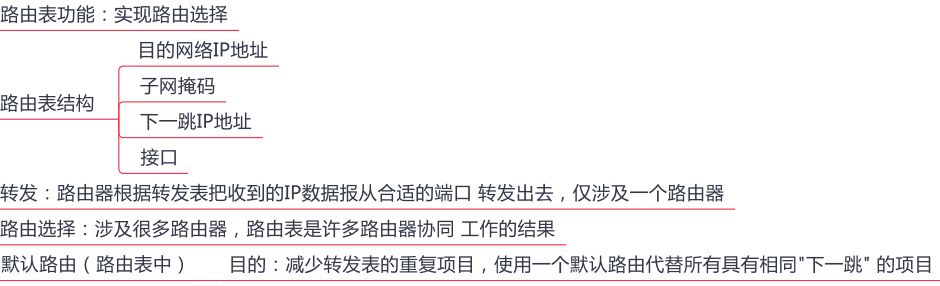 路由表功能：实现路由选择
目的网络IP地址
子网掩码
路由表结构
下一跳IP地址
接口
转发：路由器根据转发表把收到的IP数据报从合适的端口 转发出去，仅涉及一个路由器
路由选择：涉及很多路由器，路由表是许多路由器协同 工作的结果
默认路由（路由表中） 目的：减少转发表的重复项目，使用一个默认路由代替所有具有相同"下一跳" 的项目